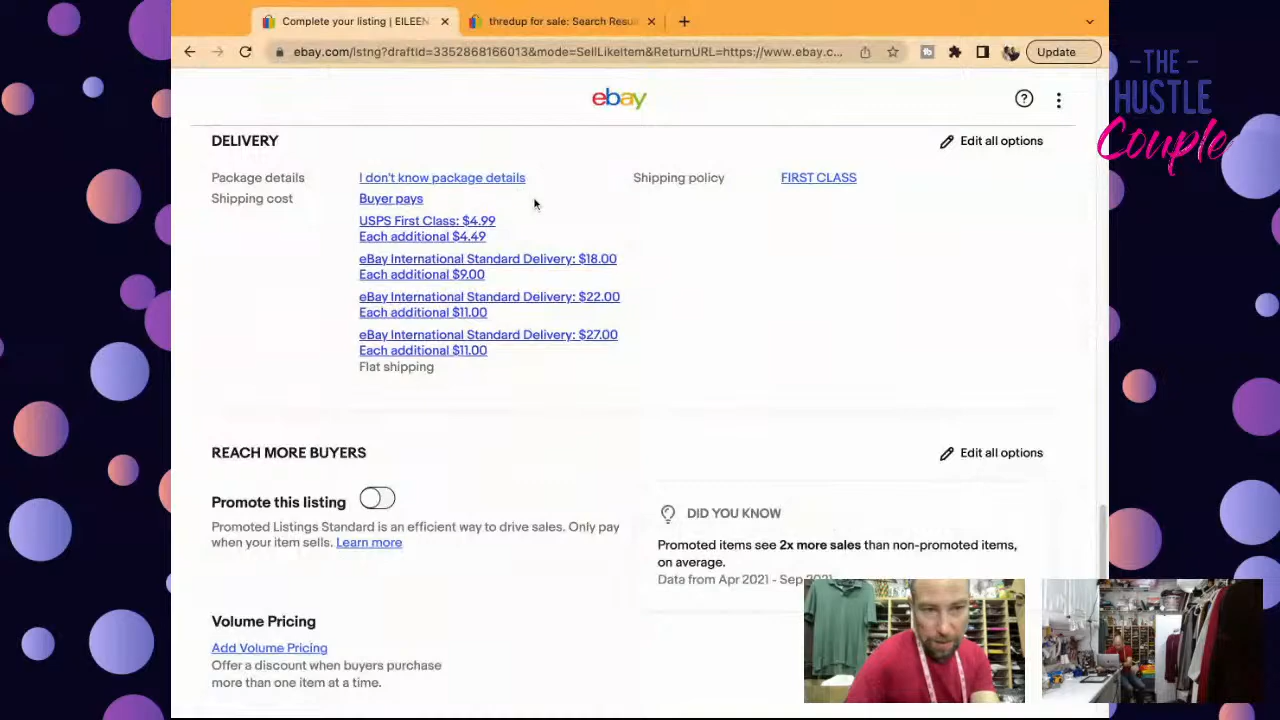 Complete your listing | EILEEN
thredup for sale: Search Resul
ebay.com/lstng?draftId=3352868166013&mode=SellLikeItem&ReturnURL=https://www.ebay.c...
Update
-THE-
HUSTLE
Couple
ebay
DELIVERY
Edit all options
Package details
I don't know package details
Shipping policy
FIRST CLASS
Shipping cost
Buyer pays
USPS First Class: $4.99
Each additional $4.49
eBay International Standard Delivery: $18.00
Each additional $9.00
eBay International Standard Delivery: $22.00
Each additional $11.00
eBay International Standard Delivery: $27.00
Each additional $11.00
Flat shipping
REACH MORE BUYERS
Edit all options
Promote this listing
Promoted Listings Standard is an efficient way to drive sales. Only pay
when your item sells. Learn more
DID YOU KNOW
Promoted items see 2x more sales than non-promoted items,
on average.
Data from Apr 2021 - Sep 2021
Volume Pricing
Add Volume Pricing
Offer a discount when buyers purchase
more than one item at a time.